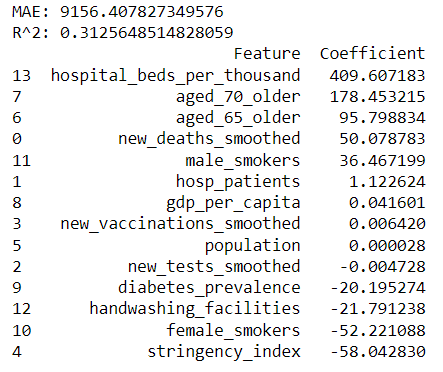 MAE: 9156.407827349576
R^2: 0.3125648514828059
Feature Coefficient
13 hospital_beds_per_thousand 409.607183
7 aged_70_older 178.453215
6 aged_65_older 95.798834
0 new_deaths_smoothed 50.078783
11 male_smokers 36.467199
1 hosp_patients 1.122624
8 gdp_per_capita 0.041601
3 new_vaccinations_smoothed 0.006420
5 population 0.000028
2 new_tests_smoothed -0.004728
9 diabetes_prevalence -20.195274
12 handwashing_facilities -21.791238
10 female_smokers -52.221088
4 stringency_index -58.042830